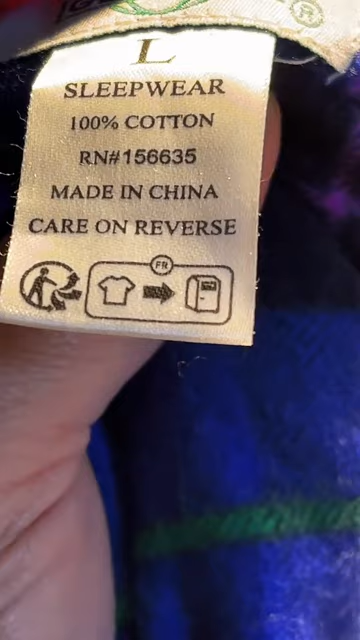 ®
L
SLEEPWEAR
100% COTTON
RN#156635
MADE IN CHINA
CARE ON REVERSE
FR